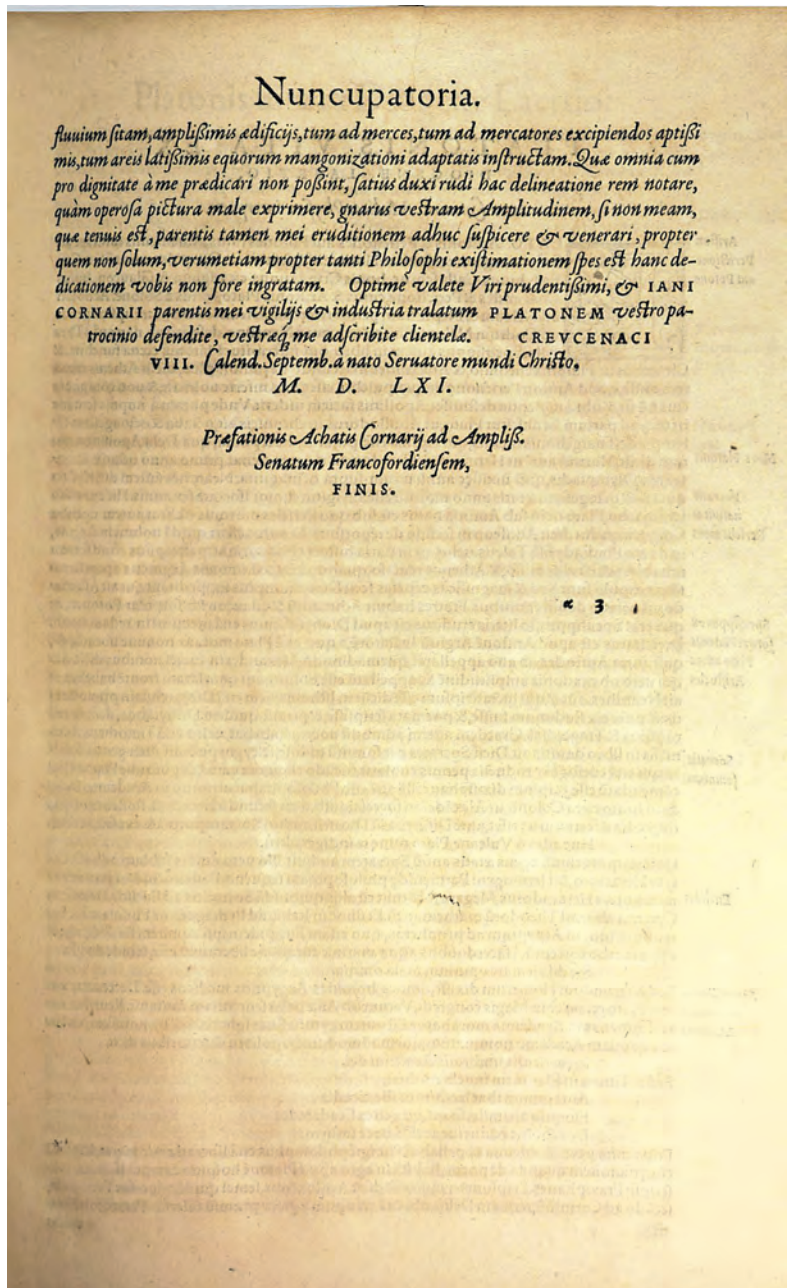 Nuncupatoria.
fluuium sitam, amplißimis ædificijs, tum ad merces, tum ad mercatores excipiendos aptißi
mis, tum areis latißimis equorum mangonizationi adaptatis instructam. Quæ omnia cum
pro dignitate à me prædicari non poßint, satius duxi rudi hac delineatione rem notare,
quàm operosa pictura male exprimere, gnarus vestram Amplitudinem, si non meam,
quæ tenuis est, parentis tamen mei eruditionem adhuc suspicere & venerari, propter
quem non solum, verumetiam propter tanti Philosophi existimationem spes est hanc de-
dicationem vobis non fore ingratam. Optimè valete Viri prudentißimi, & IANI
CORNARII parentis mei vigilijs & industria tralatum PLATONEM vestro pa-
trocinio defendite, vestræq; me adscribite clientelæ. CREVCENACI
VIII. Calend. Septemb. à nato Seruatore mundi Christo,
M. D. LXI.
Præfationis Achatis Cornarij ad Ampliß.
Senatum Francofordiensem,
FINIS.
α 3